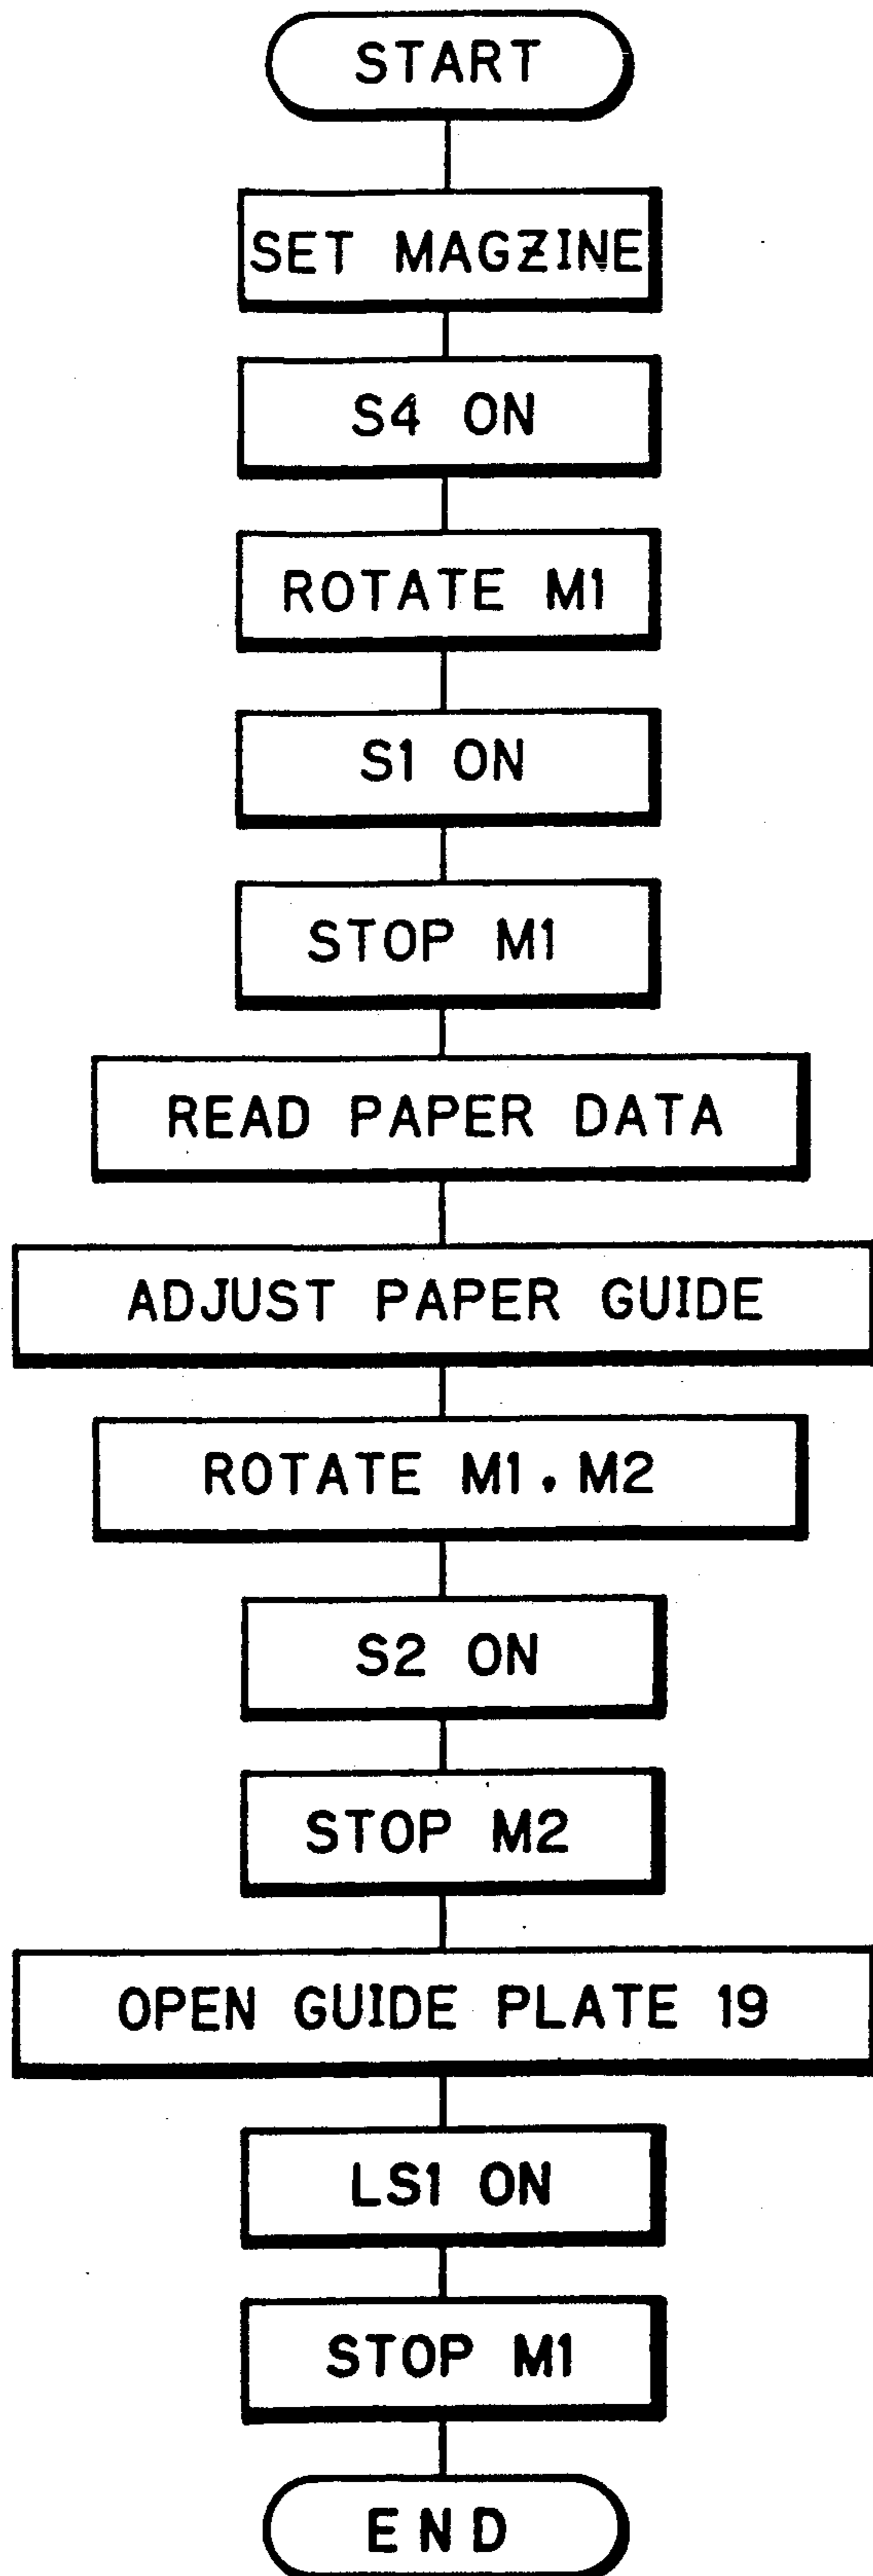 START
SET MAGZINE
S4 ON
ROTATE M1
S1 ON
STOP M1
READ PAPER DATA
ADJUST PAPER GUIDE
ROTATE M1. M2
S2 ON
STOP M2
OPEN GUIDE PLATE 19
LS1 ON
STOP M1
END